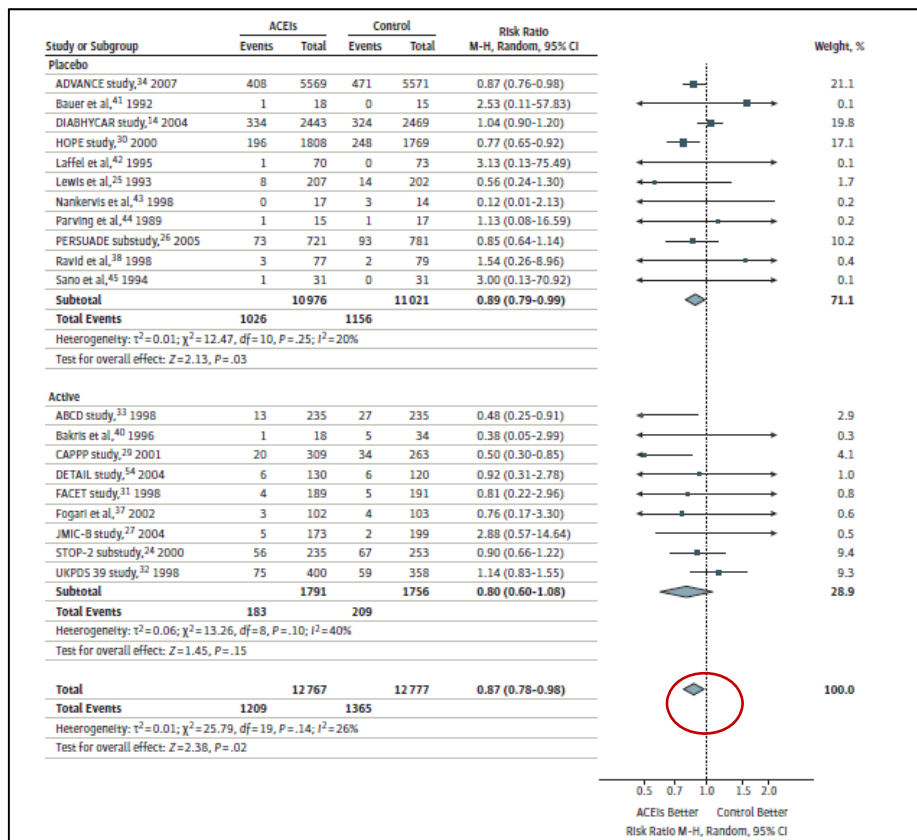 ACEIs Control Risk Ratio
Study or Subgroup Events Total Events Total M-H, Random, 95% CI Weight, %
Placebo
ADVANCE study,34 2007 408 5569 471 5571 0.87 (0.76-0.98) 21.1
Bauer et al,41 1992 1 18 0 15 2.53 (0.11-57.83) 0.1
DIABHYCAR study,14 2004 334 2443 324 2469 1.04 (0.90-1.20) 19.8
HOPE study,30 2000 196 1808 248 1769 0.77 (0.65-0.92) 17.1
Laffel et al,42 1995 1 70 0 73 3.13 (0.13-75.49) 0.1
Lewis et al,25 1993 8 207 14 202 0.56 (0.24-1.30) 1.7
Nankervis et al,43 1998 0 17 3 14 0.12 (0.01-2.13) 0.2
Parving et al,44 1989 1 15 1 17 1.13 (0.08-16.59) 0.2
PERSUADE substudy,26 2005 73 721 93 781 0.85 (0.64-1.14) 10.2
Ravid et al,38 1998 3 77 2 79 1.54 (0.26-8.96) 0.4
Sano et al,45 1994 1 31 0 31 3.00 (0.13-70.92) 0.1
Subtotal 10976 11021 0.89 (0.79-0.99) 71.1
Total Events 1026 1156
Heterogeneity: τ2=0.01; χ2=12.47, df=10, P=.25; I2=20%
Test for overall effect: Z=2.13, P=.03
Active
ABCD study,33 1998 13 235 27 235 0.48 (0.25-0.91) 2.9
Bakris et al,40 1996 1 18 5 34 0.38 (0.05-2.99) 0.3
CAPPP study,29 2001 20 309 34 263 0.50 (0.30-0.85) 4.1
DETAIL study,54 2004 6 130 6 120 0.92 (0.31-2.78) 1.0
FACET study,31 1998 4 189 5 191 0.81 (0.22-2.96) 0.8
Fogari et al,37 2002 3 102 4 103 0.76 (0.17-3.30) 0.6
JMIC-B study,27 2004 5 173 2 199 2.88 (0.57-14.64) 0.5
STOP-2 substudy,24 2000 56 235 67 253 0.90 (0.66-1.22) 9.4
UKPDS 39 study,32 1998 75 400 59 358 1.14 (0.83-1.55) 9.3
Subtotal 1791 1756 0.80 (0.60-1.08) 28.9
Total Events 183 209
Heterogeneity: τ2=0.06; χ2=13.26, df=8, P=.10; I2=40%
Test for overall effect: Z=1.45, P=.15
Total 12767 12777 0.87 (0.78-0.98) 100.0
Total Events 1209 1365
Heterogeneity: τ2=0.01; χ2=25.79, df=19, P=.14; I2=26%
Test for overall effect: Z=2.38, P=.02
0.5 0.7 1.0 1.5 2.0
ACEIs Better Control Better
Risk Ratio M-H, Random, 95% CI